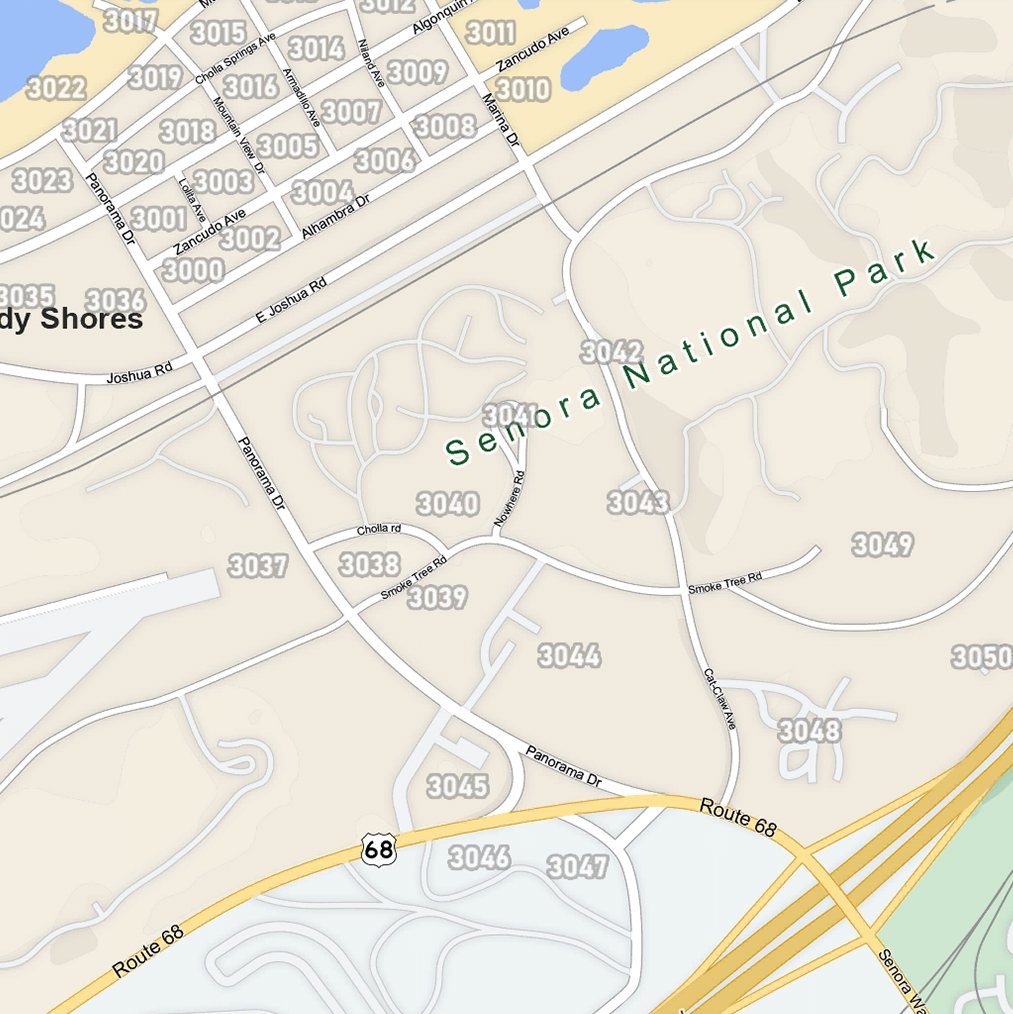 3012
3017
Algonquin
3015
3011
3014
Zancudo Ave
Cholla Springs Ave
Niland Ave
3019
3009
3022
3016
Armadillo Ave
3010
Mountain View Dr
3007
Marina Dr
3021
3018
3008
3005
3020
3006
3023
3003
3004
Panorama Dr
Lolita Ave
3001
024
Zancudo Ave
Alhambra Dr
3002
3000
Senora National Park
3035
3036
E Joshua Rd
dy Shores
3042
Joshua Rd
3041
Panorama Dr
3040
Nowhere Rd
3043
Cholla rd
3049
3037
3038
Smoke Tree Rd
Smoke Tree Rd
3039
3044
3050
Cat-Claw Ave
3048
Panorama Dr
3045
Route 68
68
3046
3047
Route 68
Senora Wa